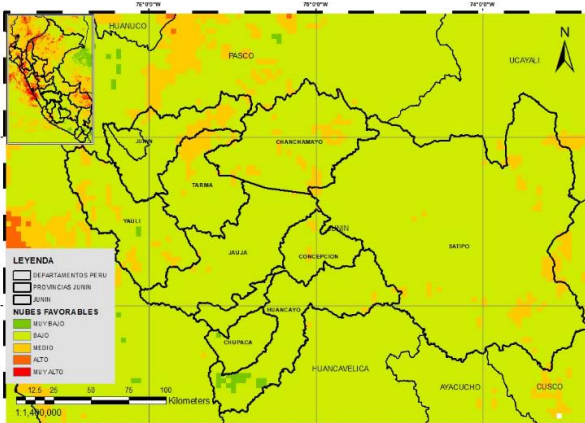 76°0'0"W
75°0'0"W
74°0'0"W
HUANUCO
PASCO
UCAYALI
N
JUNIN
CHANCHAMAYO
TARMA
YAULI
JUNIN
JAUJA
CONCEPCION
SATIPO
HUANCAYO
CHUPACA
HUANCAVELICA
AYACUCHO
CUSCO
LEYENDA
DEPARTAMENTOS PERU
PROVINCIAS JUNIN
JUNIN
NUBES FAVORABLES
MUY BAJO
BAJO
MEDIO
ALTO
MUY ALTO
12.5 25 50 75 100
Kilometers
1:1,400,000